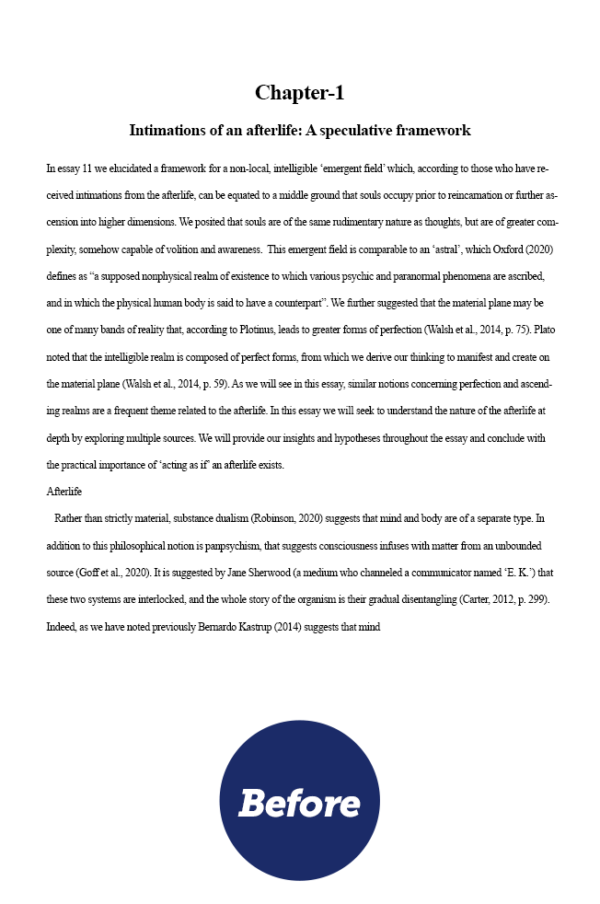 Chapter-1
Intimations of an afterlife: A speculative framework
In essay 11 we elucidated a framework for a non-local, intelligible ‘emergent field’ which, according to those who have re-
ceived intimations from the afterlife, can be equated to a middle ground that souls occupy prior to reincarnation or further as-
cension into higher dimensions. We posited that souls are of the same rudimentary nature as thoughts, but are of greater com-
plexity, somehow capable of volition and awareness.  This emergent field is comparable to an ‘astral’, which Oxford (2020)
defines as “a supposed nonphysical realm of existence to which various psychic and paranormal phenomena are ascribed,
and in which the physical human body is said to have a counterpart”. We further suggested that the material plane may be
one of many bands of reality that, according to Plotinus, leads to greater forms of perfection (Walsh et al., 2014, p. 75). Plato
noted that the intelligible realm is composed of perfect forms, from which we derive our thinking to manifest and create on
the material plane (Walsh et al., 2014, p. 59). As we will see in this essay, similar notions concerning perfection and ascend-
ing realms are a frequent theme related to the afterlife. In this essay we will seek to understand the nature of the afterlife at
depth by exploring multiple sources. We will provide our insights and hypotheses throughout the essay and conclude with
the practical importance of ‘acting as if’ an afterlife exists.
Afterlife
Rather than strictly material, substance dualism (Robinson, 2020) suggests that mind and body are of a separate type. In
addition to this philosophical notion is panpsychism, that suggests consciousness infuses with matter from an unbounded
source (Goff et al., 2020). It is suggested by Jane Sherwood (a medium who channeled a communicator named ‘E. K.’) that
these two systems are interlocked, and the whole story of the organism is their gradual disentangling (Carter, 2012, p. 299).
Indeed, as we have noted previously Bernardo Kastrup (2014) suggests that mind
Before